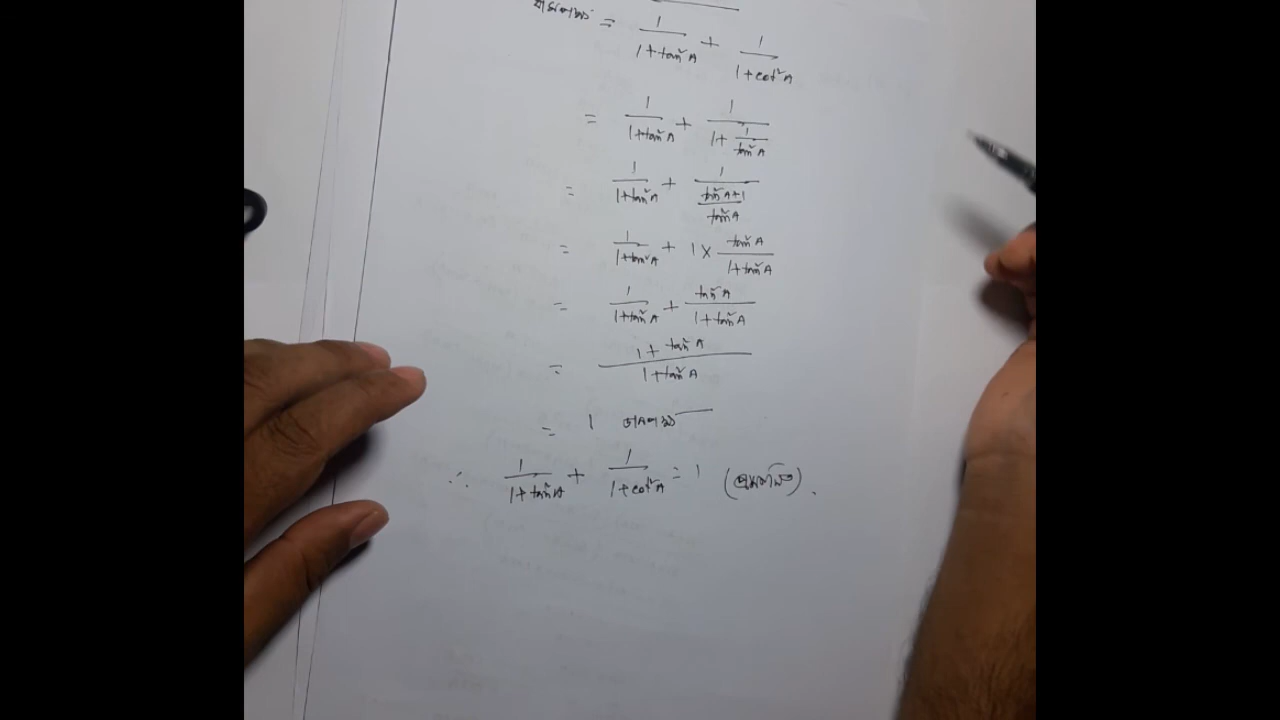 বামপক্ষ = 1/(1+tan²A) + 1/(1+cot²A)
= 1/(1+tan²A) + 1/(1+1/tan²A)
= 1/(1+tan²A) + 1/((tan²A+1)/tan²A)
= 1/(1+tan²A) + 1 × tan²A/(1+tan²A)
= 1/(1+tan²A) + tan²A/(1+tan²A)
= (1+tan²A)/(1+tan²A)
= 1 ডানপক্ষ
∴ 1/(1+tan²A) + 1/(1+cot²A) = 1 (প্রমাণিত).